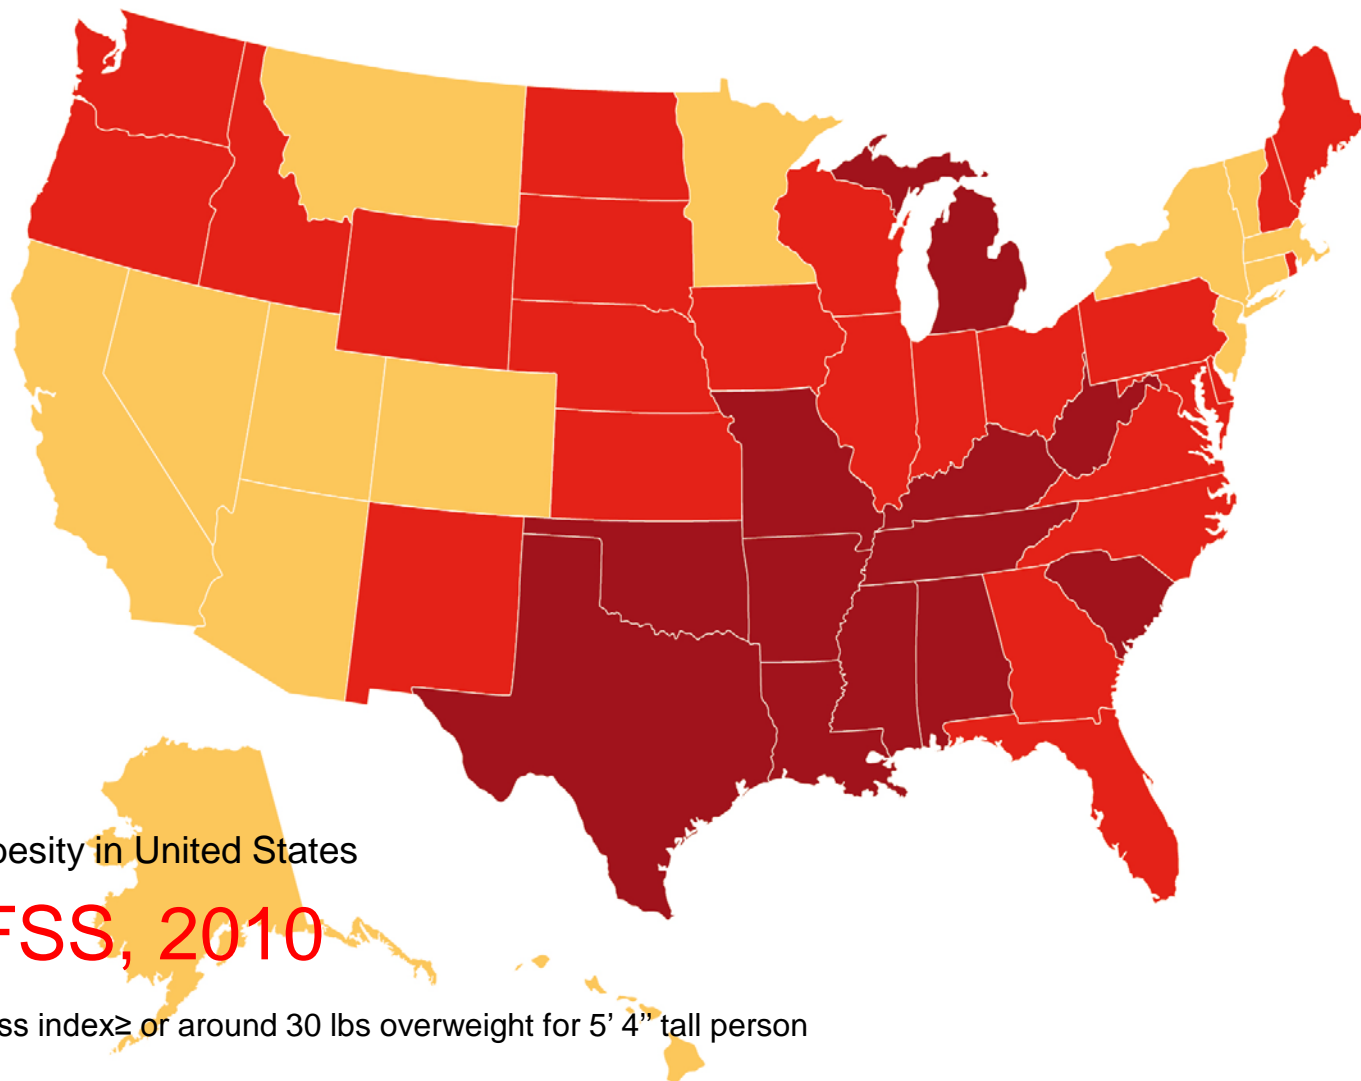 besity in United States
FSS, 2010
ss index≥ or around 30 lbs overweight for 5’ 4” tall person